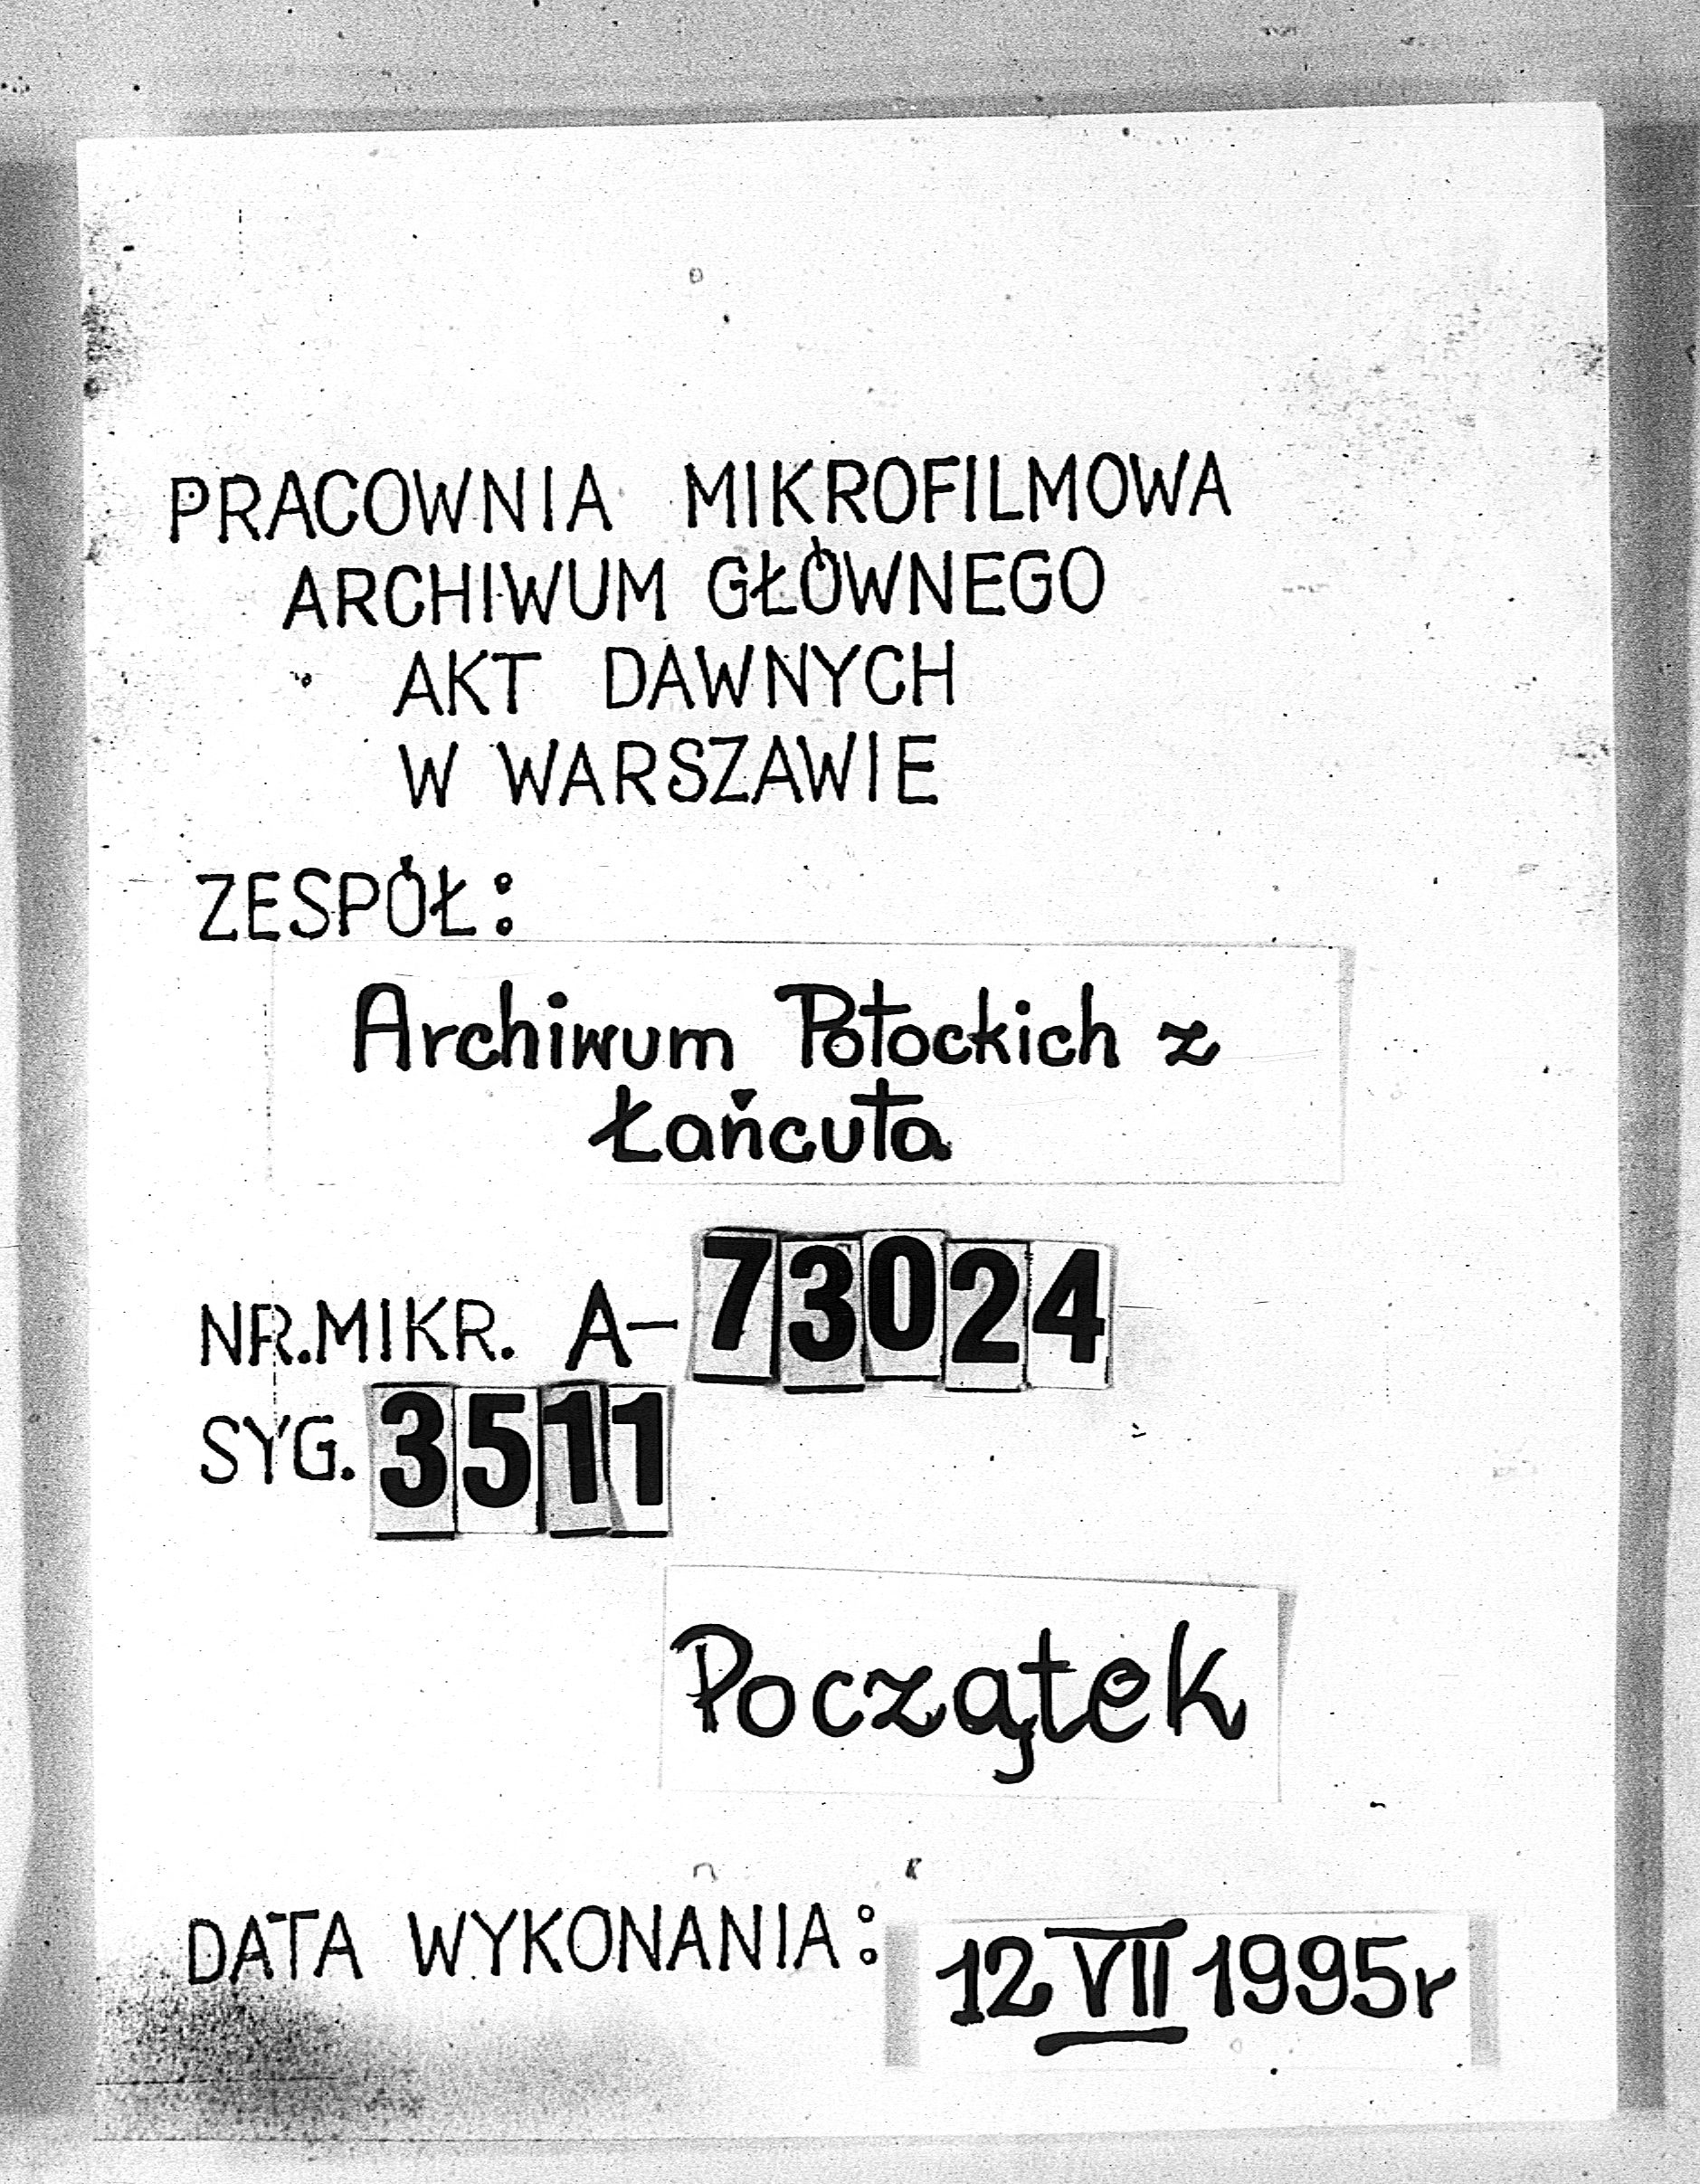 PRACOWNIA MIKROFILMOWA
ARCHIWUM GŁÓWNEGO
AKT DAWNYCH
W WARSZAWIE
ZESPÓŁ:
Archiwum Potockich z
Łańcuta
NR.MIKR. A-73024
SYG. 3511
Początek
DATA WYKONANIA: 12 VII 1995r